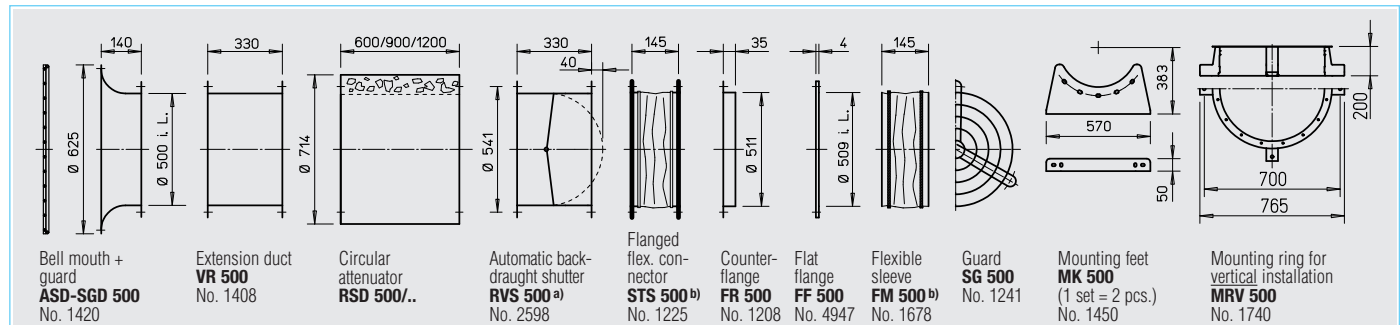 140
330
600/900/1200
330
40
145
35
4
145
383
200
Ø 625
Ø 500 i. L.
Ø 714
Ø 541
Ø 511
Ø 509 i. L.
570
50
700
765
Bell mouth +
guard
ASD-SGD 500
No. 1420
Extension duct
VR 500
No. 1408
Circular
attenuator
RSD 500/..
Automatic back-
draught shutter
RVS 500 a)
No. 2598
Flanged
flex. con-
nector
STS 500 b)
No. 1225
Counter-
flange
FR 500
No. 1208
Flat
flange
FF 500
No. 4947
Flexible
sleeve
FM 500 b)
No. 1678
Guard
SG 500
No. 1241
Mounting feet
MK 500
(1 set = 2 pcs.)
No. 1450
Mounting ring for
vertical installation
MRV 500
No. 1740